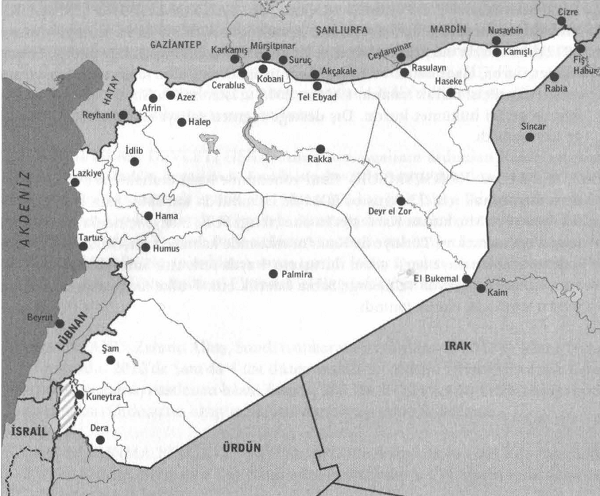 Cizre
ŞANLIURFA
MARDİN
Nusaybin
GAZİANTEP
Karkamış
Mürşitpınar
Suruç
Ceylanpınar
Kamışlı
Fiş
Habur
Akçakale
Rasulayn
Cerablus
Kobani
HATAY
Azez
Tel Ebyad
Haseke
Rabia
Reyhanlı
Afrin
Halep
Sincar
İdlib
Rakka
Lazkiye
AKDENİZ
Deyr el Zor
Hama
Tartus
Humus
Palmira
El Bukemal
Kaim
Beyrut
LÜBNAN
IRAK
Şam
Kuneytra
İSRAİL
Dera
ÜRDÜN